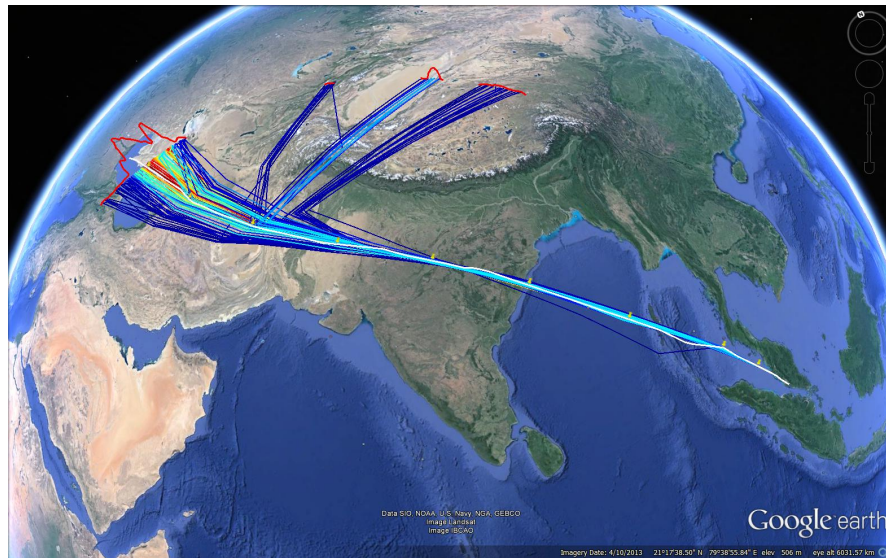 Data SIO, NOAA, U.S. Navy, NGA, GEBCO
Image Landsat
Image IBCAO
Google earth
Imagery Date: 4/10/2013 21°17'38.50" N 79°38'55.84" E elev 506 m eye alt 6031.57 km
N